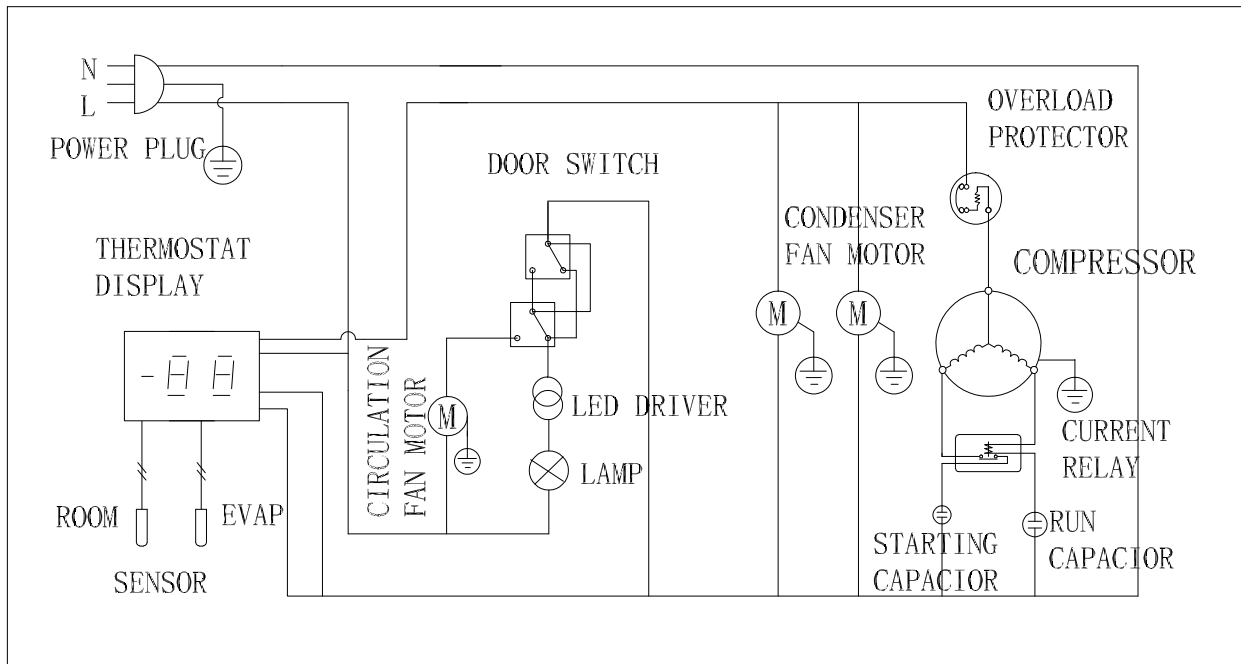 N
L
POWER PLUG
OVERLOAD
PROTECTOR
DOOR SWITCH
CONDENSER
FAN MOTOR
THERMOSTAT
DISPLAY
COMPRESSOR
M
M
-88
CIRCULATION
FAN MOTOR
M
LED DRIVER
LAMP
CURRENT
RELAY
ROOM
EVAP
SENSOR
STARTING
CAPACIOR
RUN
CAPACIOR